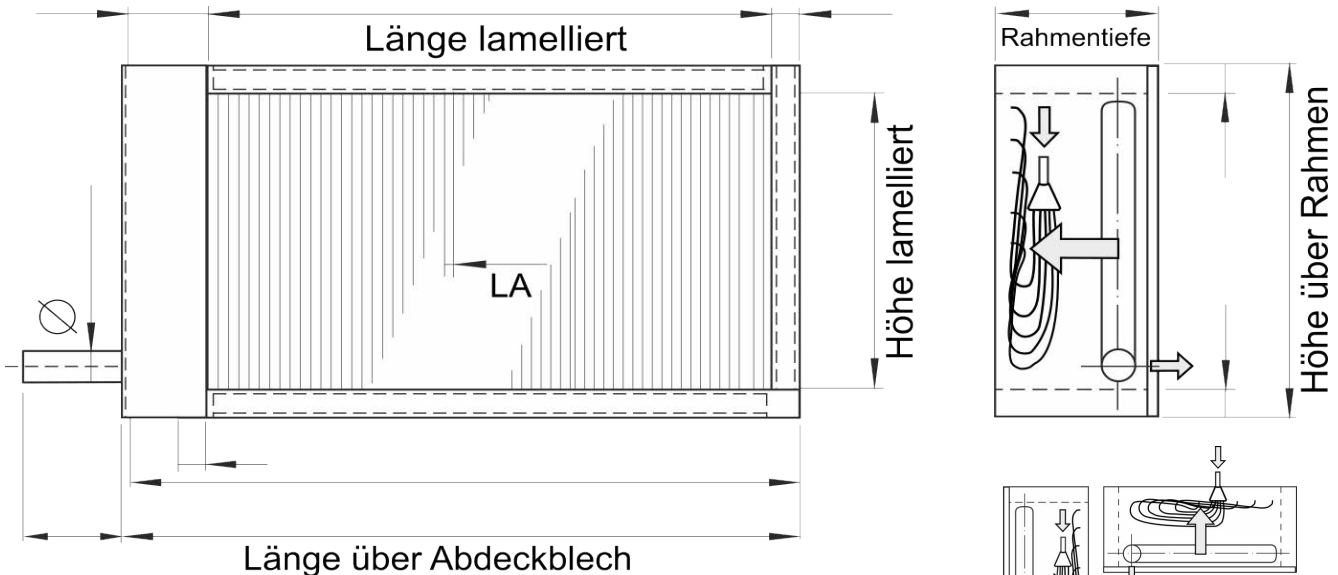 Länge lamelliert
Rahmentiefe
Höhe lamelliert
Höhe über Rahmen
LA
Länge über Abdeckblech